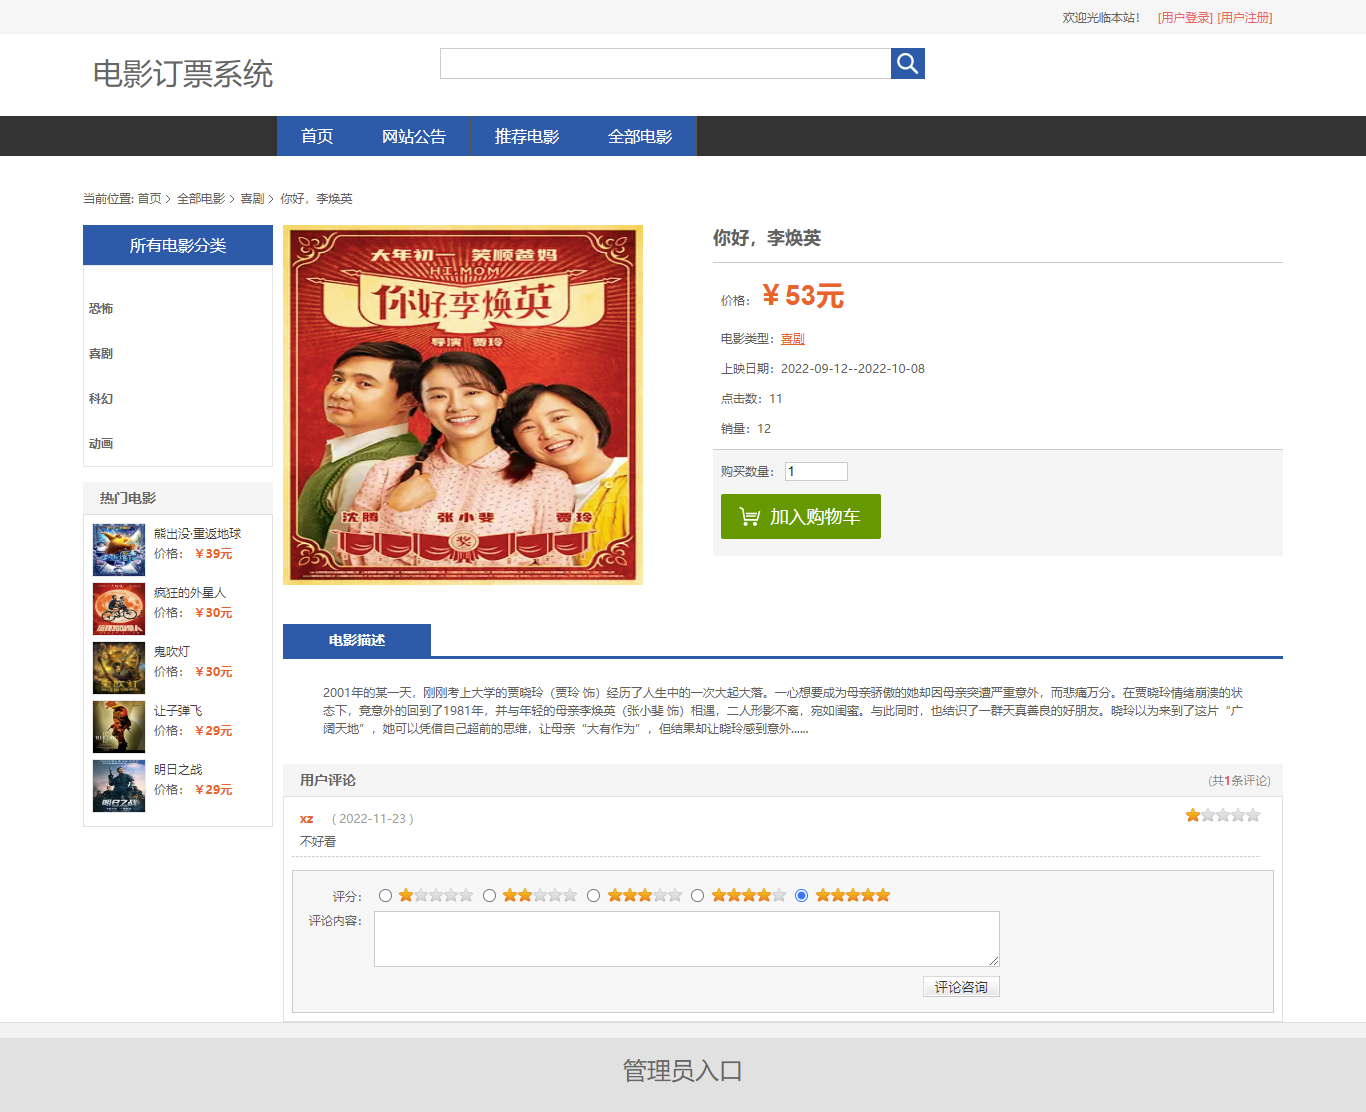 欢迎光临本站！ [用户登录] [用户注册]
电影订票系统
首页 网站公告 推荐电影 全部电影
当前位置: 首页 > 全部电影 > 喜剧 > 你好，李焕英
所有电影分类
恐怖
喜剧
科幻
动画
热门电影
熊出没·重返地球
价格： ￥39元
疯狂的外星人
价格： ￥30元
鬼吹灯
价格： ￥30元
让子弹飞
价格： ￥29元
明日之战
价格： ￥29元
大年初一 笑顺爸妈
HI, MOM
你好,李焕英
导演 贾玲
沈腾 张小斐 贾玲
奖
你好，李焕英
价格： ￥53元
电影类型：喜剧
上映日期：2022-09-12--2022-10-08
点击数：11
销量：12
购买数量： 1
加入购物车
电影描述
2001年的某一天，刚刚考上大学的贾晓玲（贾玲 饰）经历了人生中的一次大起大落。一心想要成为母亲骄傲的她却因母亲突遭严重意外，而悲痛万分。在贾晓玲情绪崩溃的状
态下，竟意外的回到了1981年，并与年轻的母亲李焕英（张小斐 饰）相遇，二人形影不离，宛如闺蜜。与此同时，也结识了一群天真善良的好朋友。晓玲以为来到了这片“广
阔天地”，她可以凭借自己超前的思维，让母亲“大有作为”，但结果却让晓玲感到意外......
用户评论 (共1条评论)
xz ( 2022-11-23 )
不好看
评分：
评论内容：
评论咨询
管理员入口